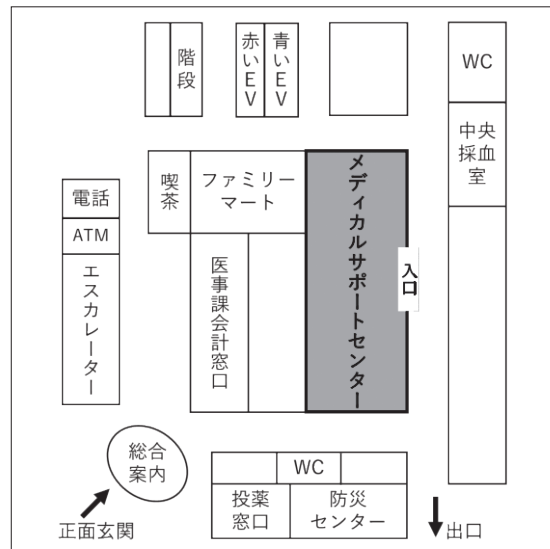 階段
赤いEV
青いEV
WC
中央
採血
室
喫茶
ファミリー
マート
メディカルサポートセンター
入口
電話
ATM
エスカレーター
医事課会計窓口
総合
案内
正面玄関
WC
投薬
窓口
防災
センター
出口